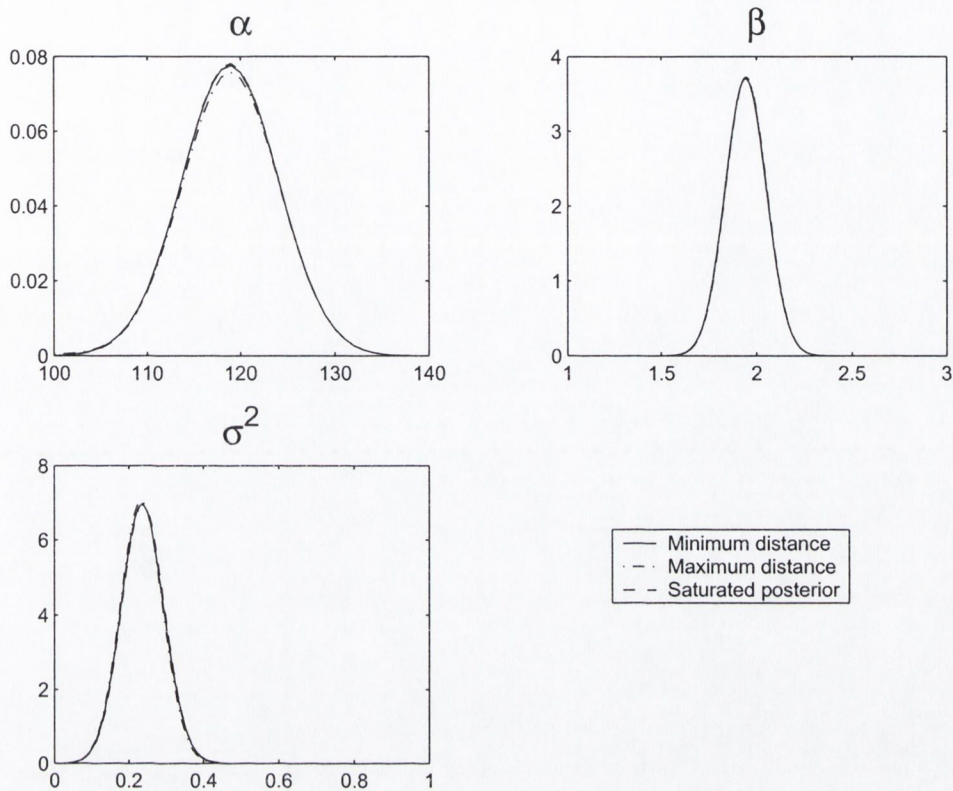 α
0.08
0.06
0.04
0.02
0
100 110 120 130 140
β
4
3
2
1
0
1 1.5 2 2.5 3
σ²
8
6
4
2
0
0 0.2 0.4 0.6 0.8 1
Minimum distance
Maximum distance
Saturated posterior